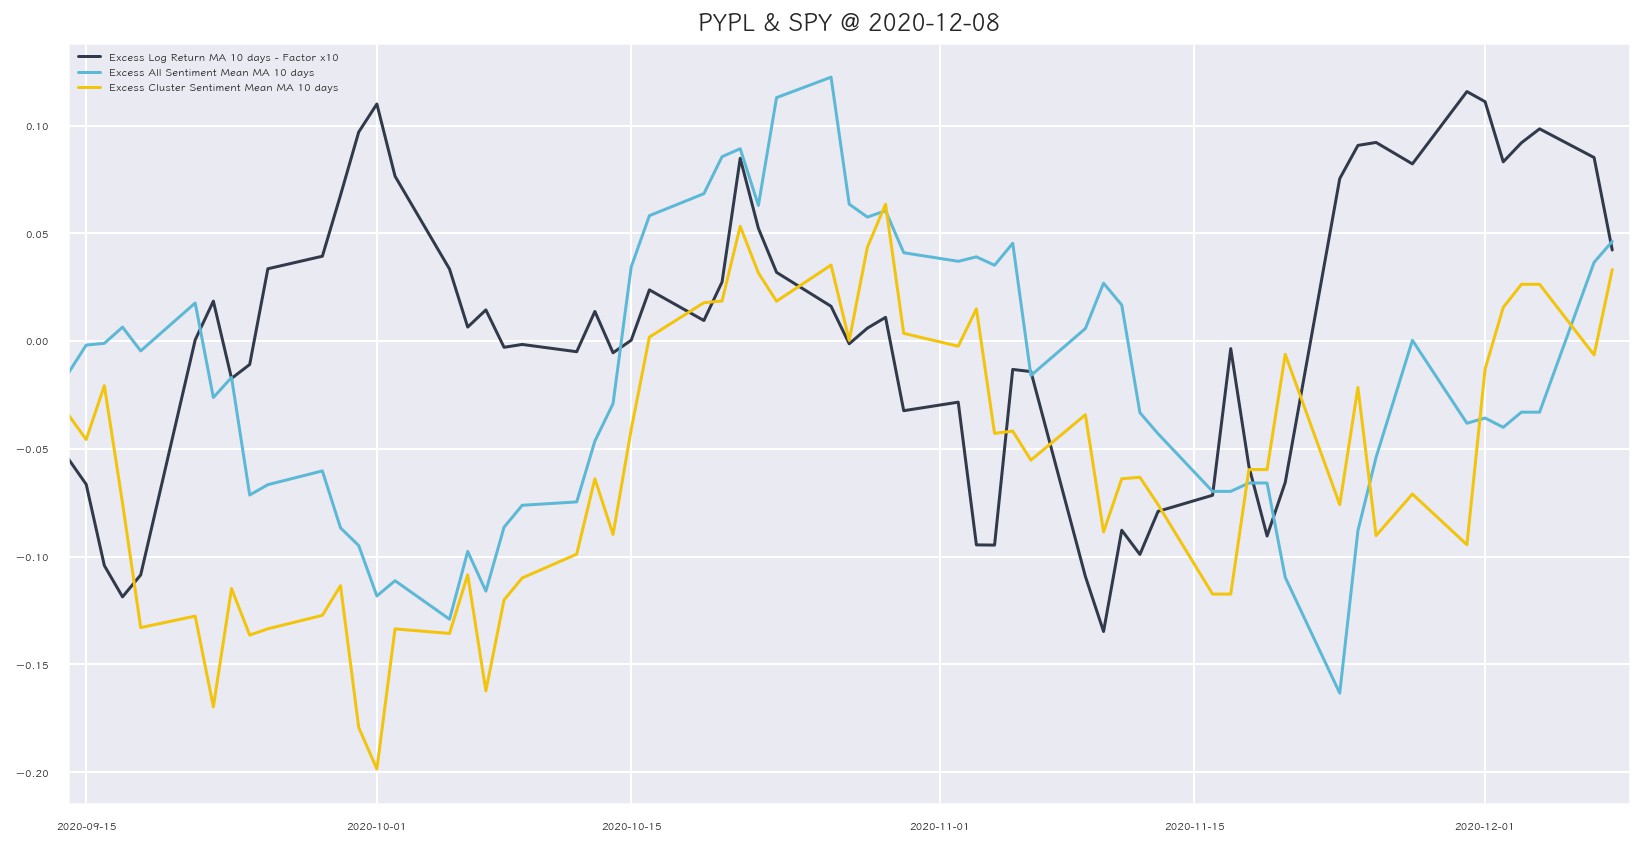 PYPL & SPY @ 2020-12-08
Excess Log Return MA 10 days - Factor x10
Excess All Sentiment Mean MA 10 days
Excess Cluster Sentiment Mean MA 10 days
0.10
0.05
0.00
−0.05
−0.10
−0.15
−0.20
2020-09-15 2020-10-01 2020-10-15 2020-11-01 2020-11-15 2020-12-01